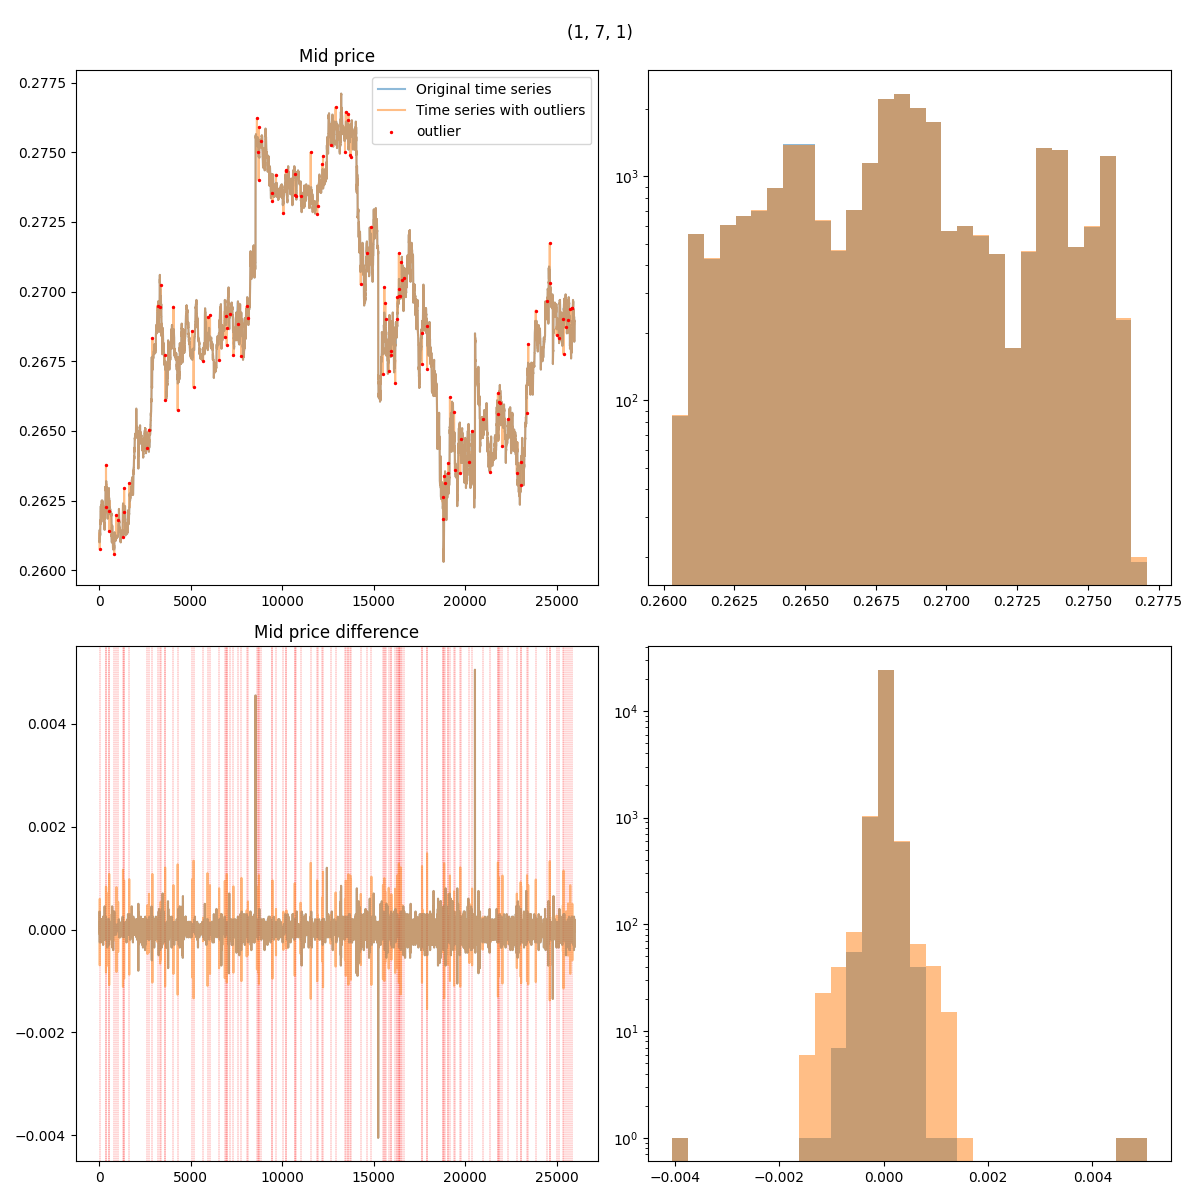 (1, 7, 1)
Mid price
0.2775
0.2750
0.2725
0.2700
0.2675
0.2650
0.2625
0.2600
Original time series
Time series with outliers
outlier
0 5000 10000 15000 20000 25000
10³
10²
0.2600 0.2625 0.2650 0.2675 0.2700 0.2725 0.2750 0.2775
Mid price difference
0.004
0.002
0.000
−0.002
−0.004
0 5000 10000 15000 20000 25000
10⁴
10³
10²
10¹
10⁰
−0.004 −0.002 0.000 0.002 0.004